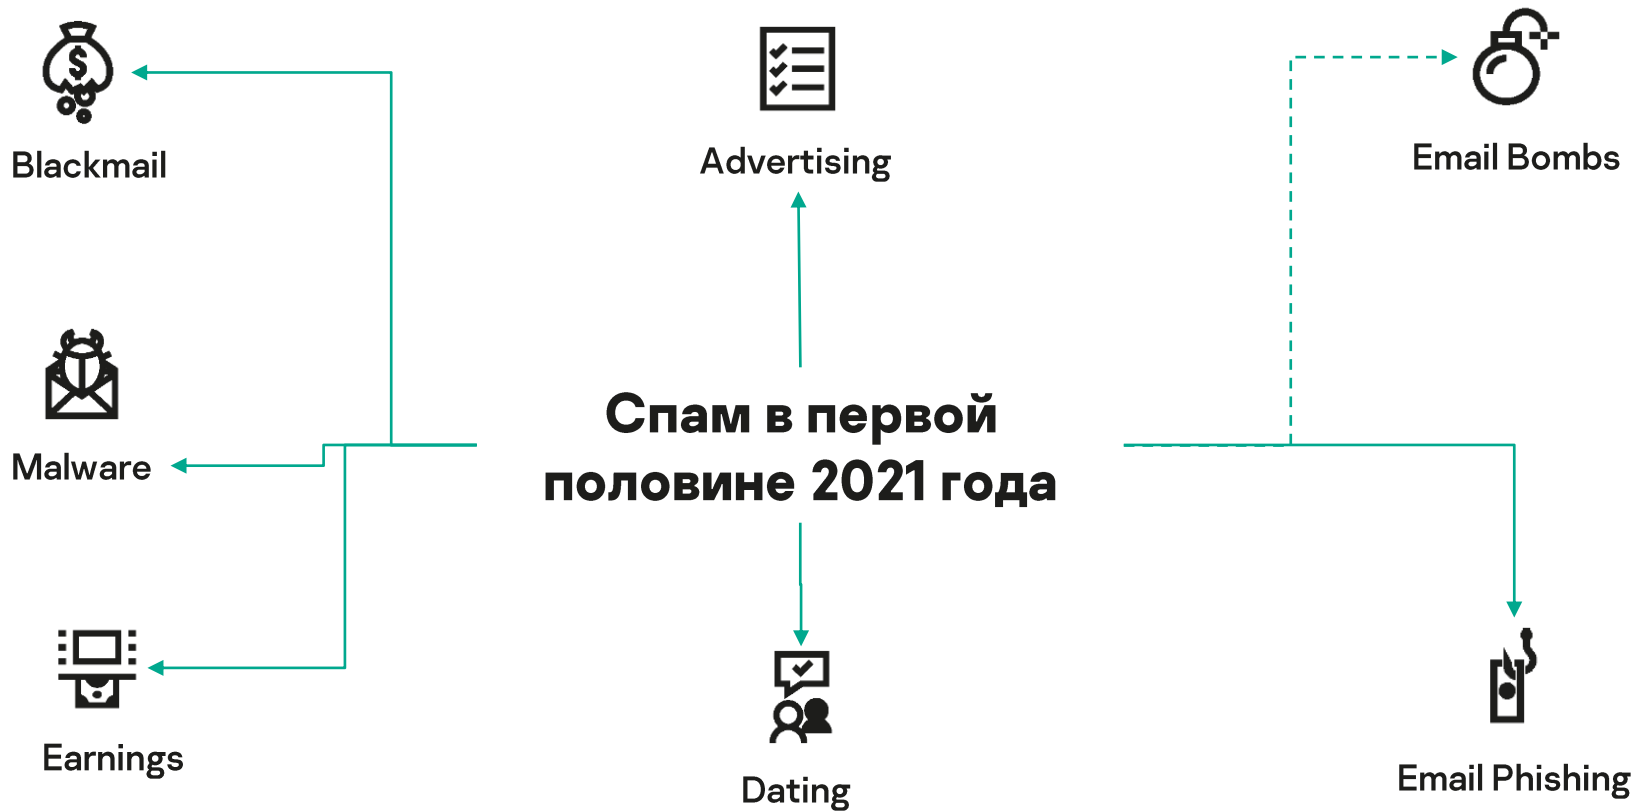 Blackmail
Advertising
Email Bombs
Malware
Спам в первой
половине 2021 года
Earnings
Dating
Email Phishing